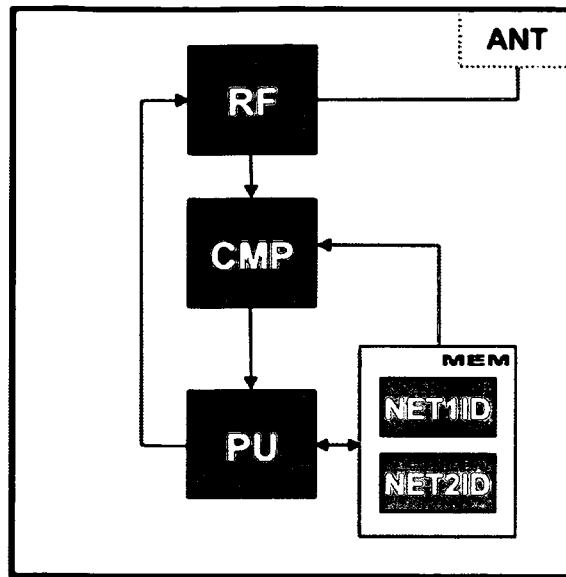 ANT
RF
CMP
MEM
NET1ID
PU
NET2ID